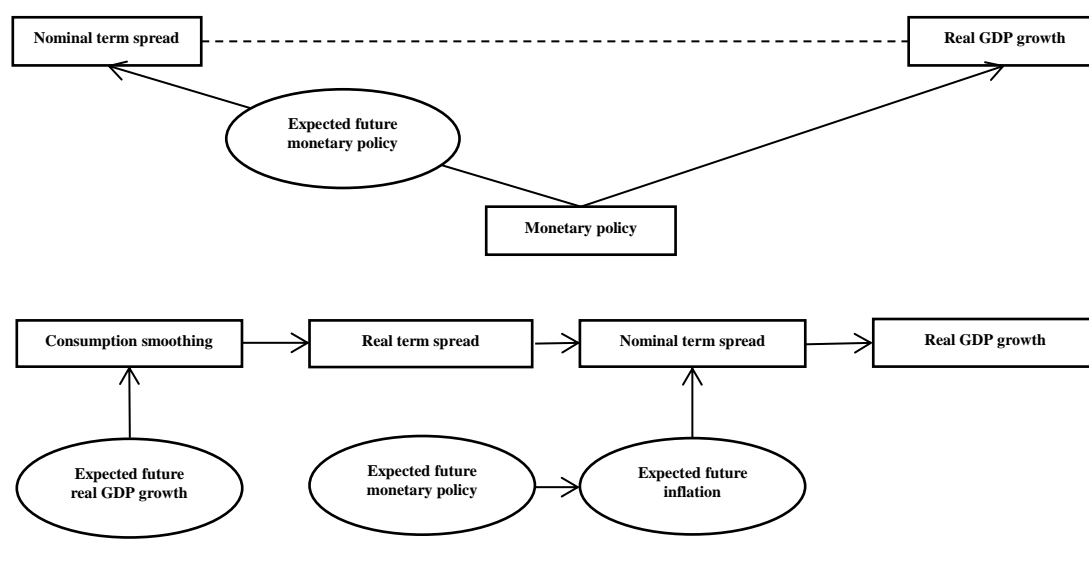 Nominal term spread
Real GDP growth
Expected future
monetary policy
Monetary policy
Consumption smoothing
Real term spread
Nominal term spread
Real GDP growth
Expected future
real GDP growth
Expected future
monetary policy
Expected future
inflation